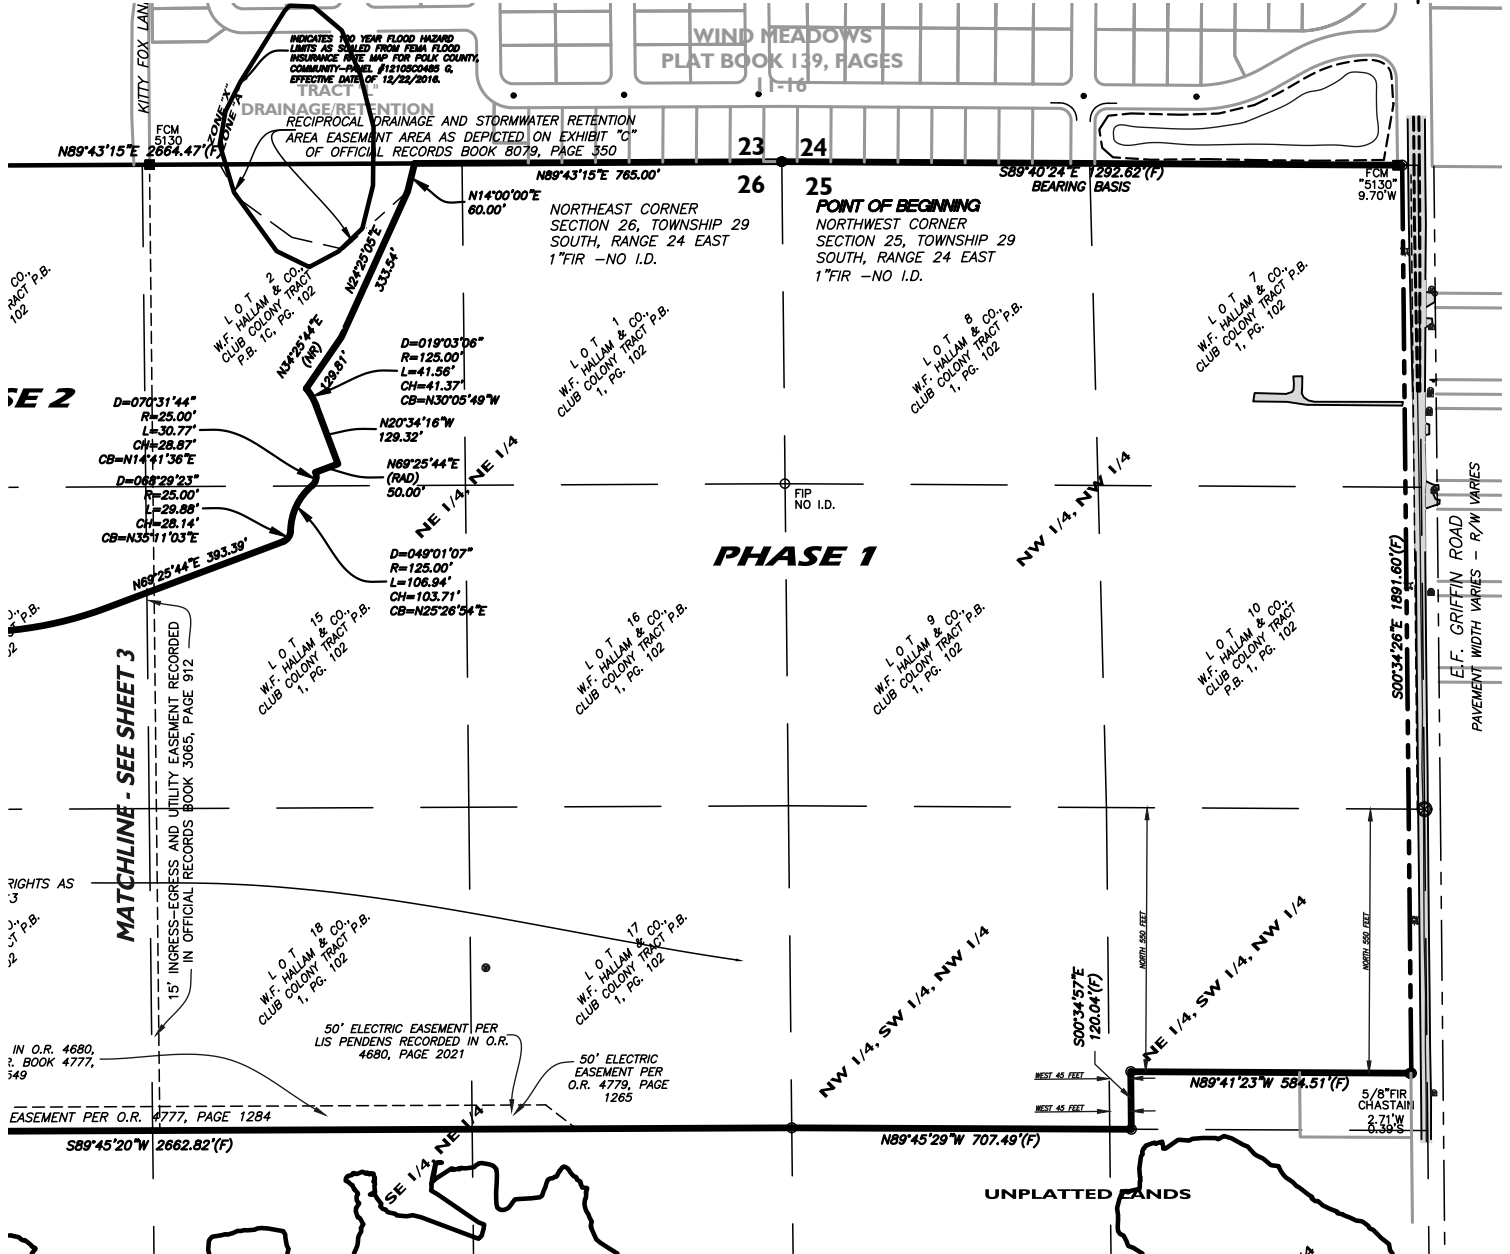 KITTY FOX LAN
INDICATES 100 YEAR FLOOD HAZARD
LIMITS AS SCALED FROM FEMA FLOOD
INSURANCE RATE MAP FOR POLK COUNTY,
COMMUNITY-PANEL #12105C0485 G,
EFFECTIVE DATE OF 12/22/2016.
ZONE "X"
ZONE "A"
DRAINAGE/RETENTION
WIND MEADOWS
PLAT BOOK 139, PAGES
11-16
RECIPROCAL DRAINAGE AND STORMWATER RETENTION
AREA EASEMENT AREA AS DEPICTED ON EXHIBIT "C"
OF OFFICIAL RECORDS BOOK 8079, PAGE 350
FCM
5130
N89°43'15"E 2664.47'(F)
23
24
26
25
N89°43'15"E 765.00'
S89°40'24"E 1292.62'(F)
BEARING BASIS
FCM
"5130"
9.70'W
N14°00'00"E
60.00'
NORTHEAST CORNER
SECTION 26, TOWNSHIP 29
SOUTH, RANGE 24 EAST
1"FIR -NO I.D.
POINT OF BEGINNING
NORTHWEST CORNER
SECTION 25, TOWNSHIP 29
SOUTH, RANGE 24 EAST
1"FIR -NO I.D.
N24°25'05"E
333.54'
CO.,
RACT P.B.
102
L O T 2
W.F. HALLAM & CO.,
CLUB COLONY TRACT
P.B. 1C, PG. 102
L O T 1
W.F. HALLAM & CO.,
CLUB COLONY TRACT P.B.
1, PG. 102
L O T 8
W.F. HALLAM & CO.,
CLUB COLONY TRACT P.B.
1, PG. 102
L O T 7
W.F. HALLAM & CO.,
CLUB COLONY TRACT P.B.
1, PG. 102
N34°25'44"E
(NR)
129.81'
D=019°03'06"
R=125.00'
L=41.56'
CH=41.37'
CB=N30°05'49"W
SE 2
D=070°31'44"
R=25.00'
L=30.77'
CH=28.87'
CB=N14°41'36"E
N20°34'16"W
129.32'
D=068°29'23"
R=25.00'
L=29.88'
CH=28.14'
CB=N35°11'03"E
N69°25'44"E
(RAD)
50.00'
NE 1/4, NE 1/4
FIP
NO I.D.
NW 1/4, NW 1/4
PHASE 1
N69°25'44"E 393.39'
D=049°01'07"
R=125.00'
L=106.94'
CH=103.71'
CB=N25°26'54"E
S00°34'26"E 1891.60'(F)
E.F. GRIFFIN ROAD
PAVEMENT WIDTH VARIES - R/W VARIES
L O T 15
W.F. HALLAM & CO.,
CLUB COLONY TRACT P.B.
1, PG. 102
L O T 16
W.F. HALLAM & CO.,
CLUB COLONY TRACT P.B.
1, PG. 102
L O T 9
W.F. HALLAM & CO.,
CLUB COLONY TRACT P.B.
1, PG. 102
L O T 10
W.F. HALLAM & CO.,
CLUB COLONY TRACT
P.B. 1, PG. 102
MATCHLINE - SEE SHEET 3
15' INGRESS-EGRESS AND UTILITY EASEMENT RECORDED
IN OFFICIAL RECORDS BOOK 3065, PAGE 912
RIGHTS AS
L O T 18
W.F. HALLAM & CO.,
CLUB COLONY TRACT P.B.
1, PG. 102
L O T 17
W.F. HALLAM & CO.,
CLUB COLONY TRACT P.B.
1, PG. 102
NORTH 550 FEET
NORTH 550 FEET
NW 1/4, SW 1/4, NW 1/4
NE 1/4, SW 1/4, NW 1/4
S00°34'57"E
120.04'(F)
50' ELECTRIC EASEMENT PER
LIS PENDENS RECORDED IN O.R.
4680, PAGE 2021
50' ELECTRIC
EASEMENT PER
O.R. 4779, PAGE
1265
IN O.R. 4680,
R. BOOK 4777,
549
WEST 45 FEET
WEST 45 FEET
N89°41'23"W 584.51'(F)
5/8"FIR
CHASTAIN
2.71'W
0.39'S
EASEMENT PER O.R. 4777, PAGE 1284
S89°45'20"W 2662.82'(F)
N89°45'29"W 707.49'(F)
SE 1/4, NE 1/4
UNPLATTED LANDS